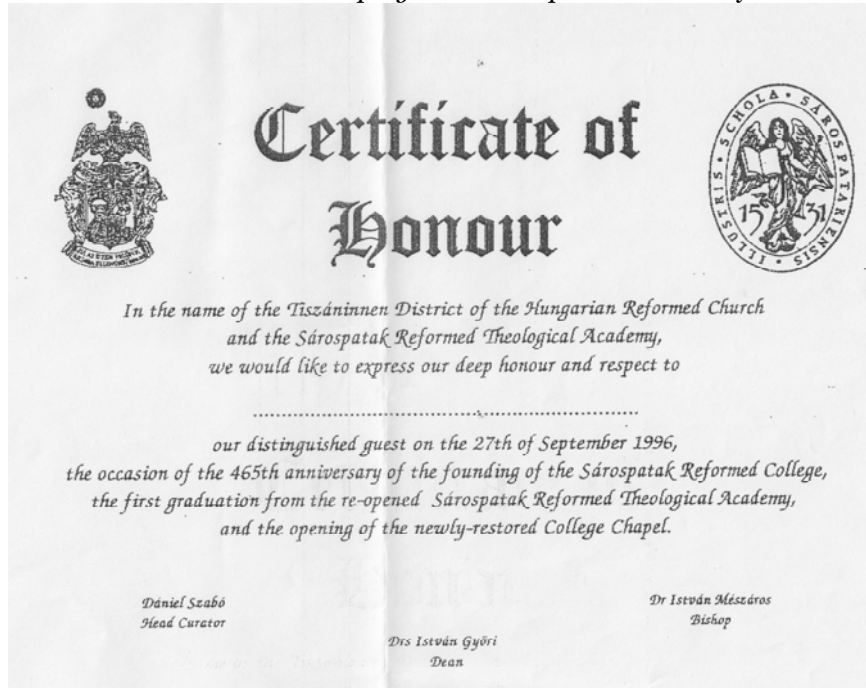 Certificate of
Honour
ILLUSTRIS • SCHOLA • SÁROSPATAKIENSIS
15 31
In the name of the Tiszáninnen District of the Hungarian Reformed Church
and the Sárospatak Reformed Theological Academy,
we would like to express our deep honour and respect to
our distinguished guest on the 27th of September 1996,
the occasion of the 465th anniversary of the founding of the Sárospatak Reformed College,
the first graduation from the re-opened Sárospatak Reformed Theological Academy,
and the opening of the newly-restored College Chapel.
Dániel Szabó
Head Curator
Dr István Mészáros
Bishop
Drs István Győri
Dean